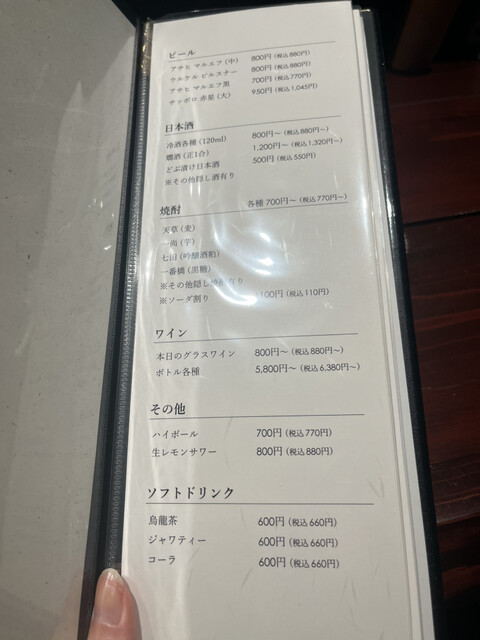 ビール
アサヒ マルエフ (中) 800円 (税込880円)
ウルケル ピルスナー 800円 (税込880円)
アサヒ マルエフ黒 700円 (税込770円)
サッポロ 赤星 (大) 950円 (税込1,045円)
日本酒
冷酒各種 (120ml) 800円～ (税込880円～)
燗酒 (正1合) 1,200円～ (税込1,320円～)
どぶ漬け日本酒 500円 (税込550円)
※その他隠し酒有り
焼酎 各種 700円～ (税込770円～)
天草 (麦)
一尚 (芋)
七田 (吟醸酒粕)
一番橋 (黒糖)
※その他隠し焼酎有り
※ソーダ割り 100円 (税込110円)
ワイン
本日のグラスワイン 800円～ (税込880円～)
ボトル各種 5,800円～ (税込6,380円～)
その他
ハイボール 700円 (税込770円)
生レモンサワー 800円 (税込880円)
ソフトドリンク
烏龍茶 600円 (税込660円)
ジャワティー 600円 (税込660円)
コーラ 600円 (税込660円)